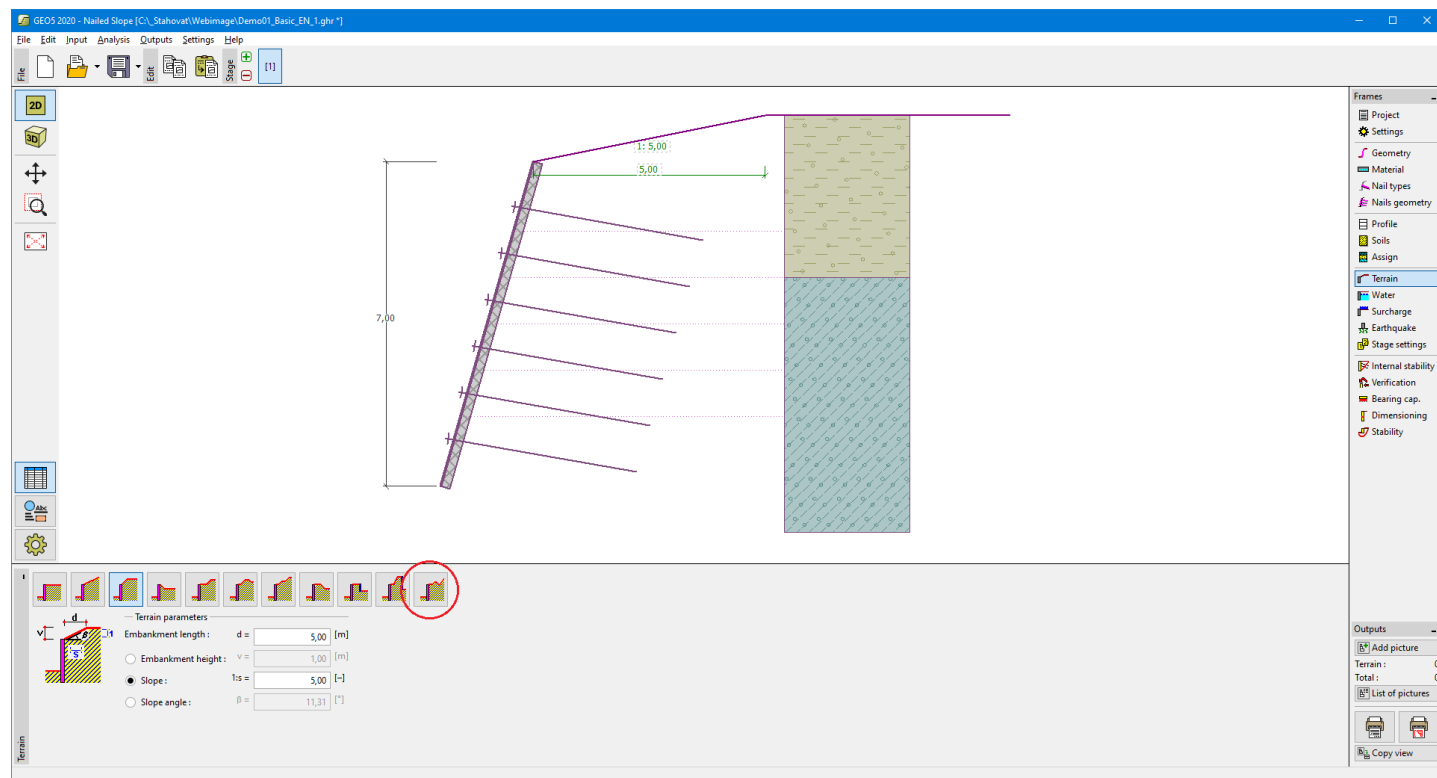 GEO5 2020 - Nailed Slope [C:\_Stahovat\Webimage\Demo01_Basic_EN_1.ghr *]
File Edit Input Analysis Outputs Settings Help
File
Edit
Stage
[1]
2D
3D
Abc
1: 5,00
5,00
7,00
Frames
Project
Settings
Geometry
Material
Nail types
Nails geometry
Profile
Soils
Assign
Terrain
Water
Surcharge
Earthquake
Stage settings
Internal stability
Verification
Bearing cap.
Dimensioning
Stability
Terrain parameters
Embankment length : d = 5,00 [m]
Embankment height : v = 1,00 [m]
Slope : 1:s = 5,00 [–]
Slope angle : β = 11,31 [°]
d
v
β
:1
s
Terrain
Outputs
Add picture
Terrain : 0
Total : 0
List of pictures
Copy view